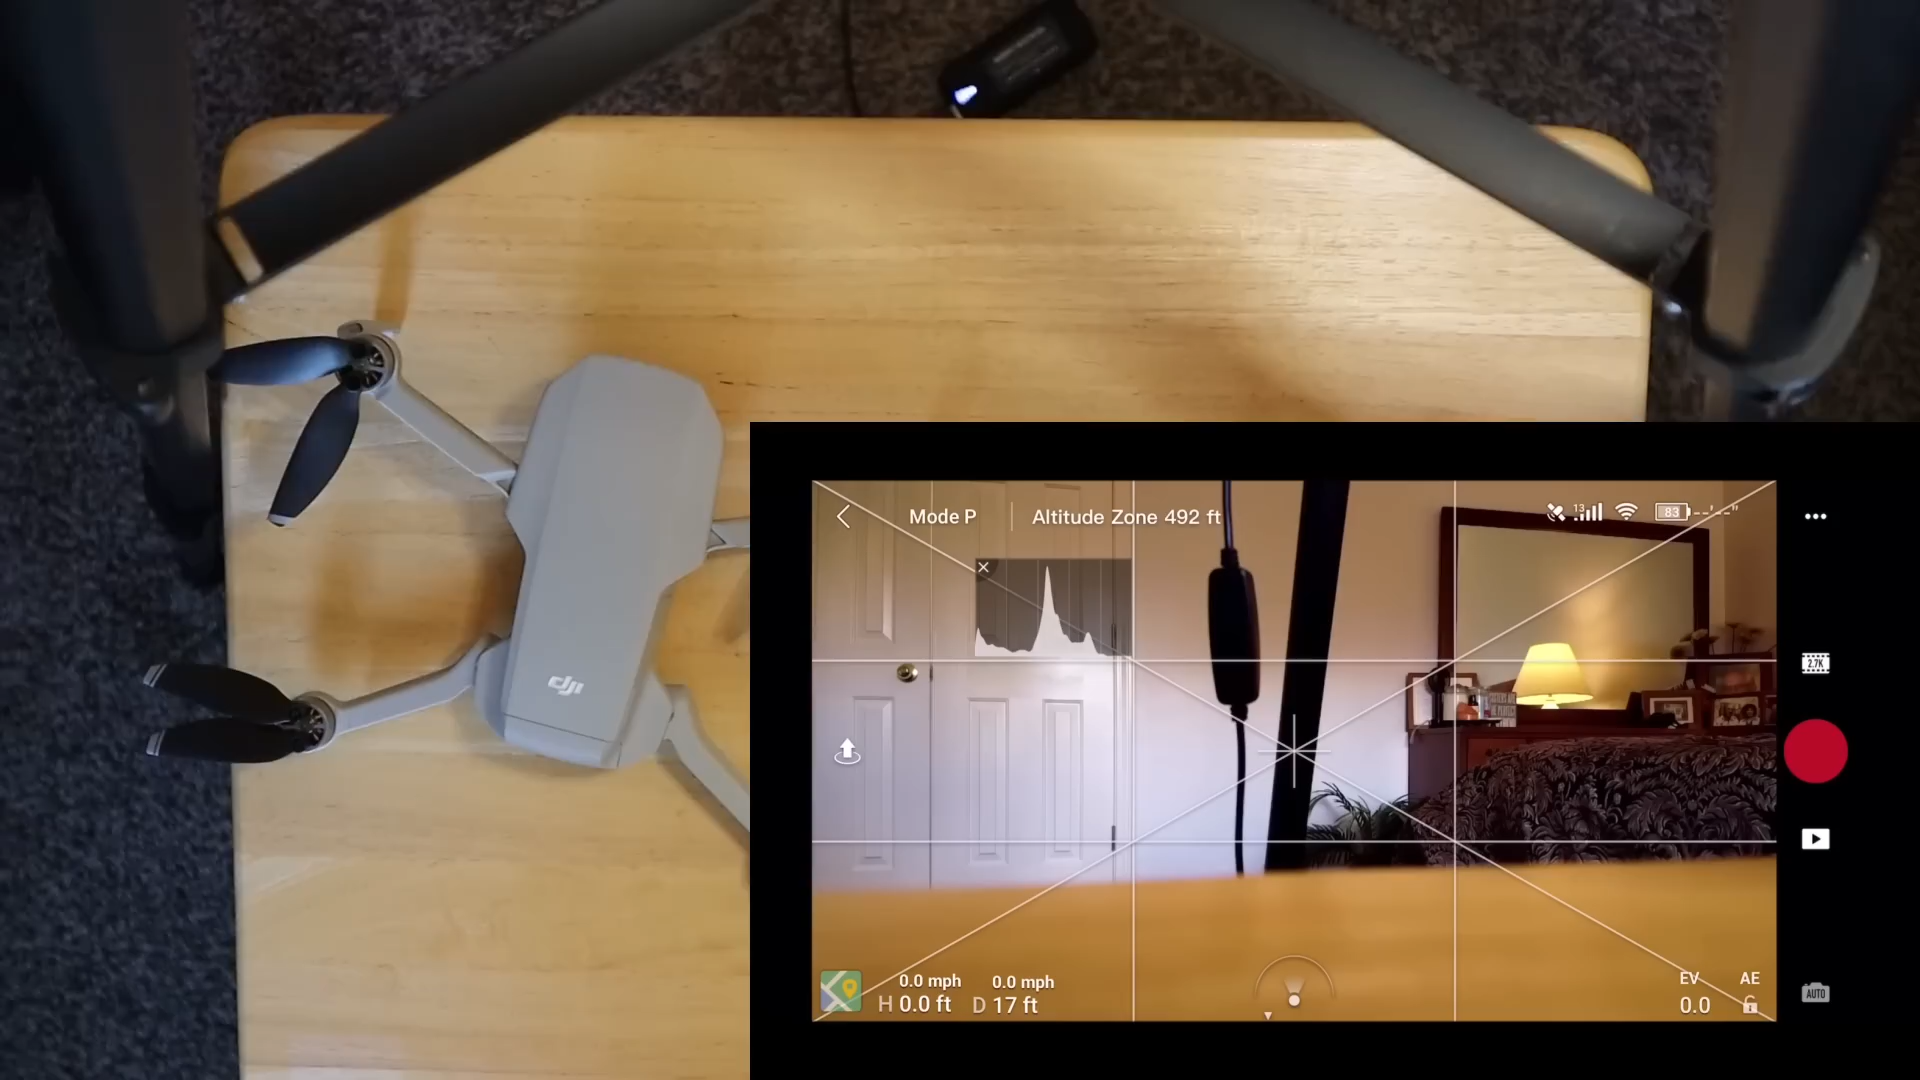 dji
Mode P
Altitude Zone 492 ft
13
83
--'--"
2.7K
0.0 mph
0.0 mph
H 0.0 ft
D 17 ft
EV
AE
0.0
AUTO